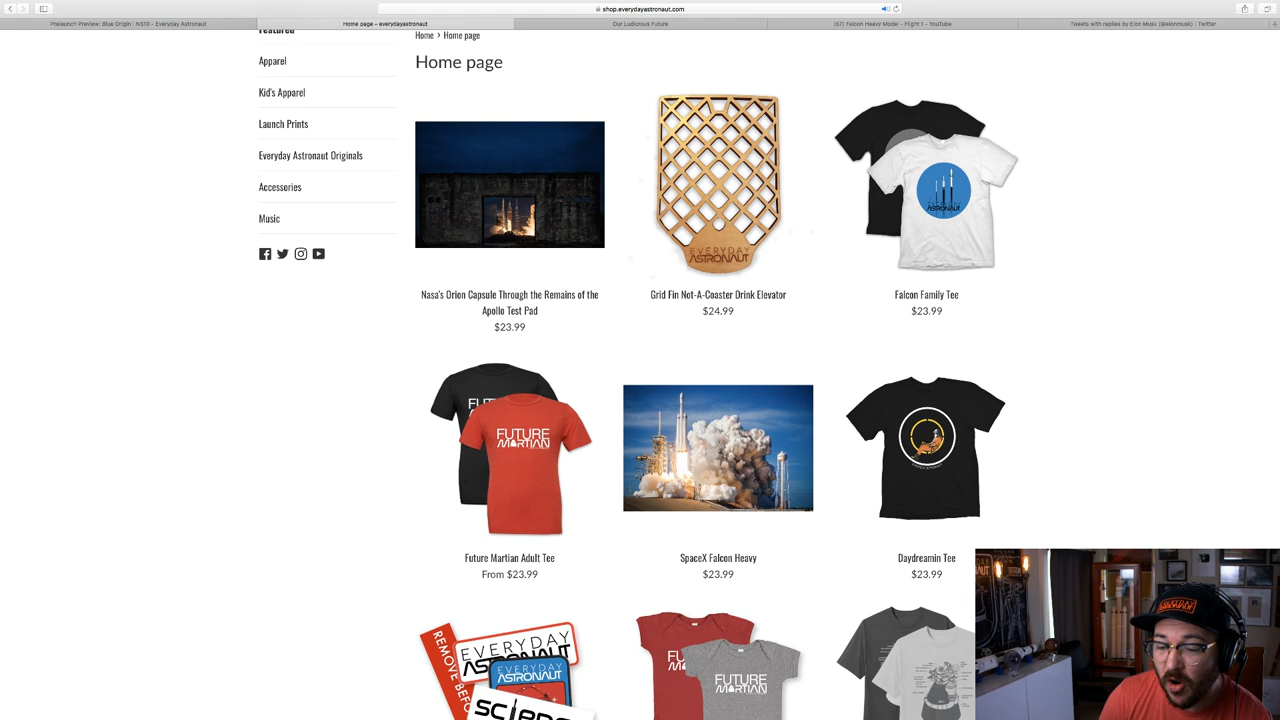 shop.everydayastronaut.com
Prelaunch Preview: Blue Origin | NS10 - Everyday Astronaut
Home page – everydayastronaut
Our Ludicrous Future
(67) Falcon Heavy Model - Flight 1 - YouTube
Tweets with replies by Elon Musk (@elonmusk) | Twitter
Featured
Apparel
Kid's Apparel
Launch Prints
Everyday Astronaut Originals
Accessories
Music
Home › Home page
Home page
EVERYDAY
ASTRONAUT
ASTRONAUT
Nasa's Orion Capsule Through the Remains of the
Apollo Test Pad
$23.99
Grid Fin Not-A-Coaster Drink Elevator
$24.99
Falcon Family Tee
$23.99
FUTURE
MARTIAN
Future Martian Adult Tee
From $23.99
SpaceX Falcon Heavy
$23.99
Daydreamin Tee
$23.99
REMOVE BEFO
EVERYDAY
ASTRONAUT
EVERYDAY
ASTRONAUT
SCIENC
FUTURE
MARTIAN